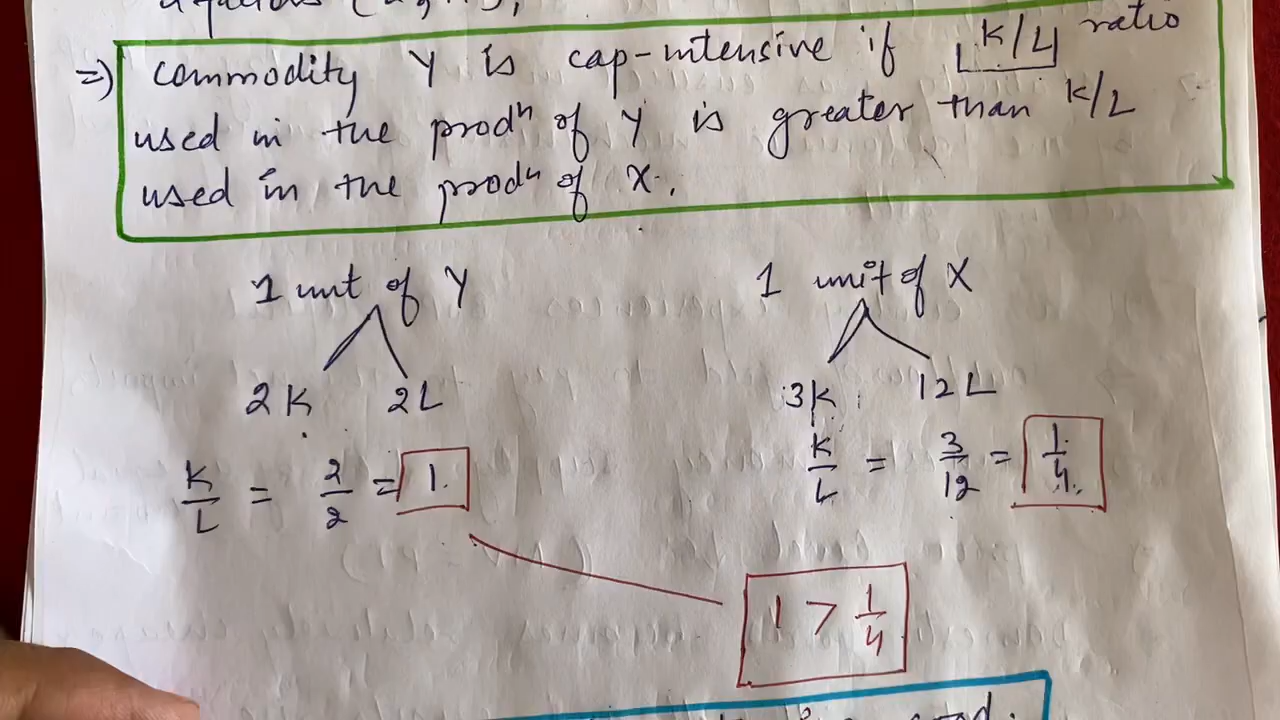 =) commodity Y is cap-intensive if K/L ratio
used in the prodⁿ of Y is greater than K/L
used in the prodⁿ of X.
1 unit of Y
1 unit of X
2K 2L
3K 12L
K/L = 2/2 = 1
K/L = 3/12 = 1/4
1 > 1/4
good.